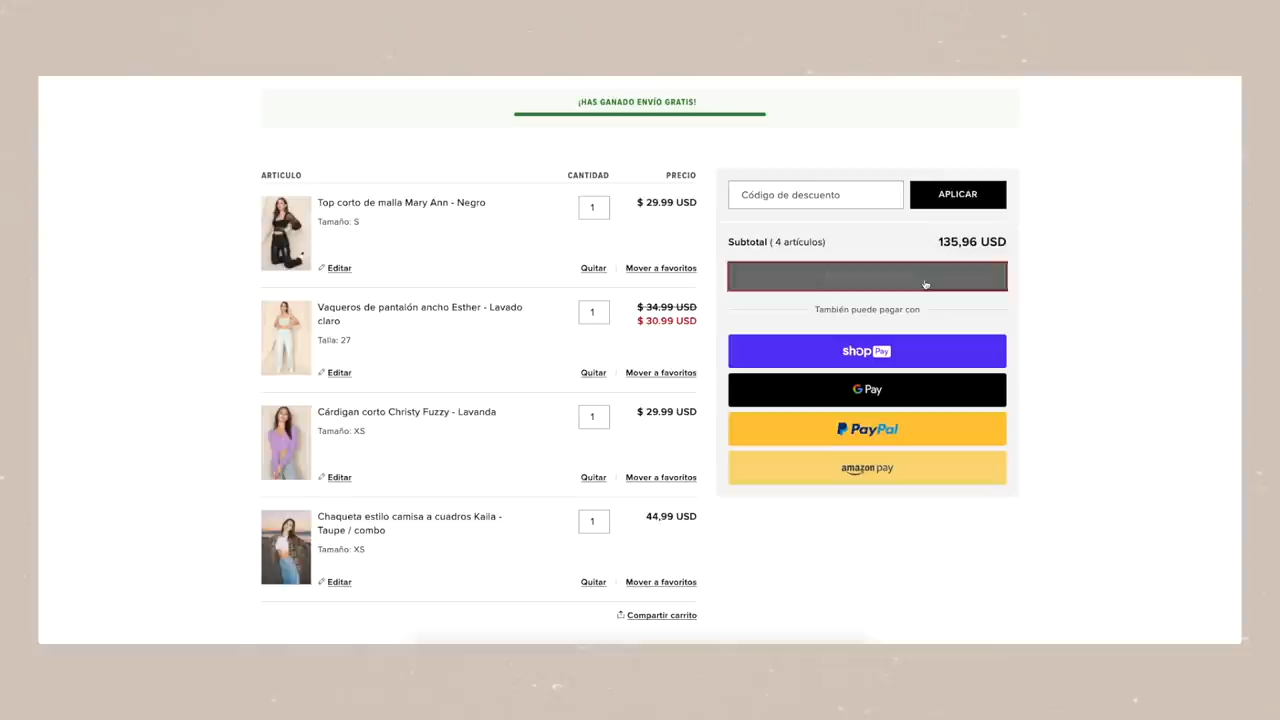 ¡HAS GANADO ENVÍO GRATIS!
ARTICULO CANTIDAD PRECIO
Top corto de malla Mary Ann - Negro 1 $ 29.99 USD
Tamaño: S
Editar Quitar Mover a favoritos
Vaqueros de pantalón ancho Esther - Lavado 1 $ 34.99 USD
claro $ 30.99 USD
Talla: 27
Editar Quitar Mover a favoritos
Cárdigan corto Christy Fuzzy - Lavanda 1 $ 29.99 USD
Tamaño: XS
Editar Quitar Mover a favoritos
Chaqueta estilo camisa a cuadros Kaila - 1 44,99 USD
Taupe / combo
Tamaño: XS
Editar Quitar Mover a favoritos
Compartir carrito
Código de descuento APLICAR
Subtotal ( 4 artículos) 135,96 USD
También puede pagar con
shop Pay
G Pay
PayPal
amazon pay